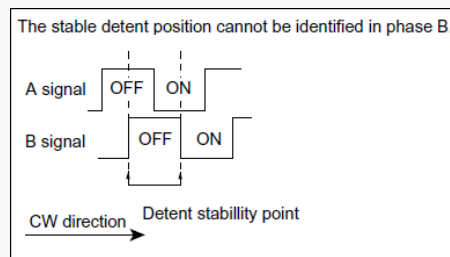 The stable detent position cannot be identified in phase B.
A signal OFF ON
B signal OFF ON
CW direction Detent stabillity point